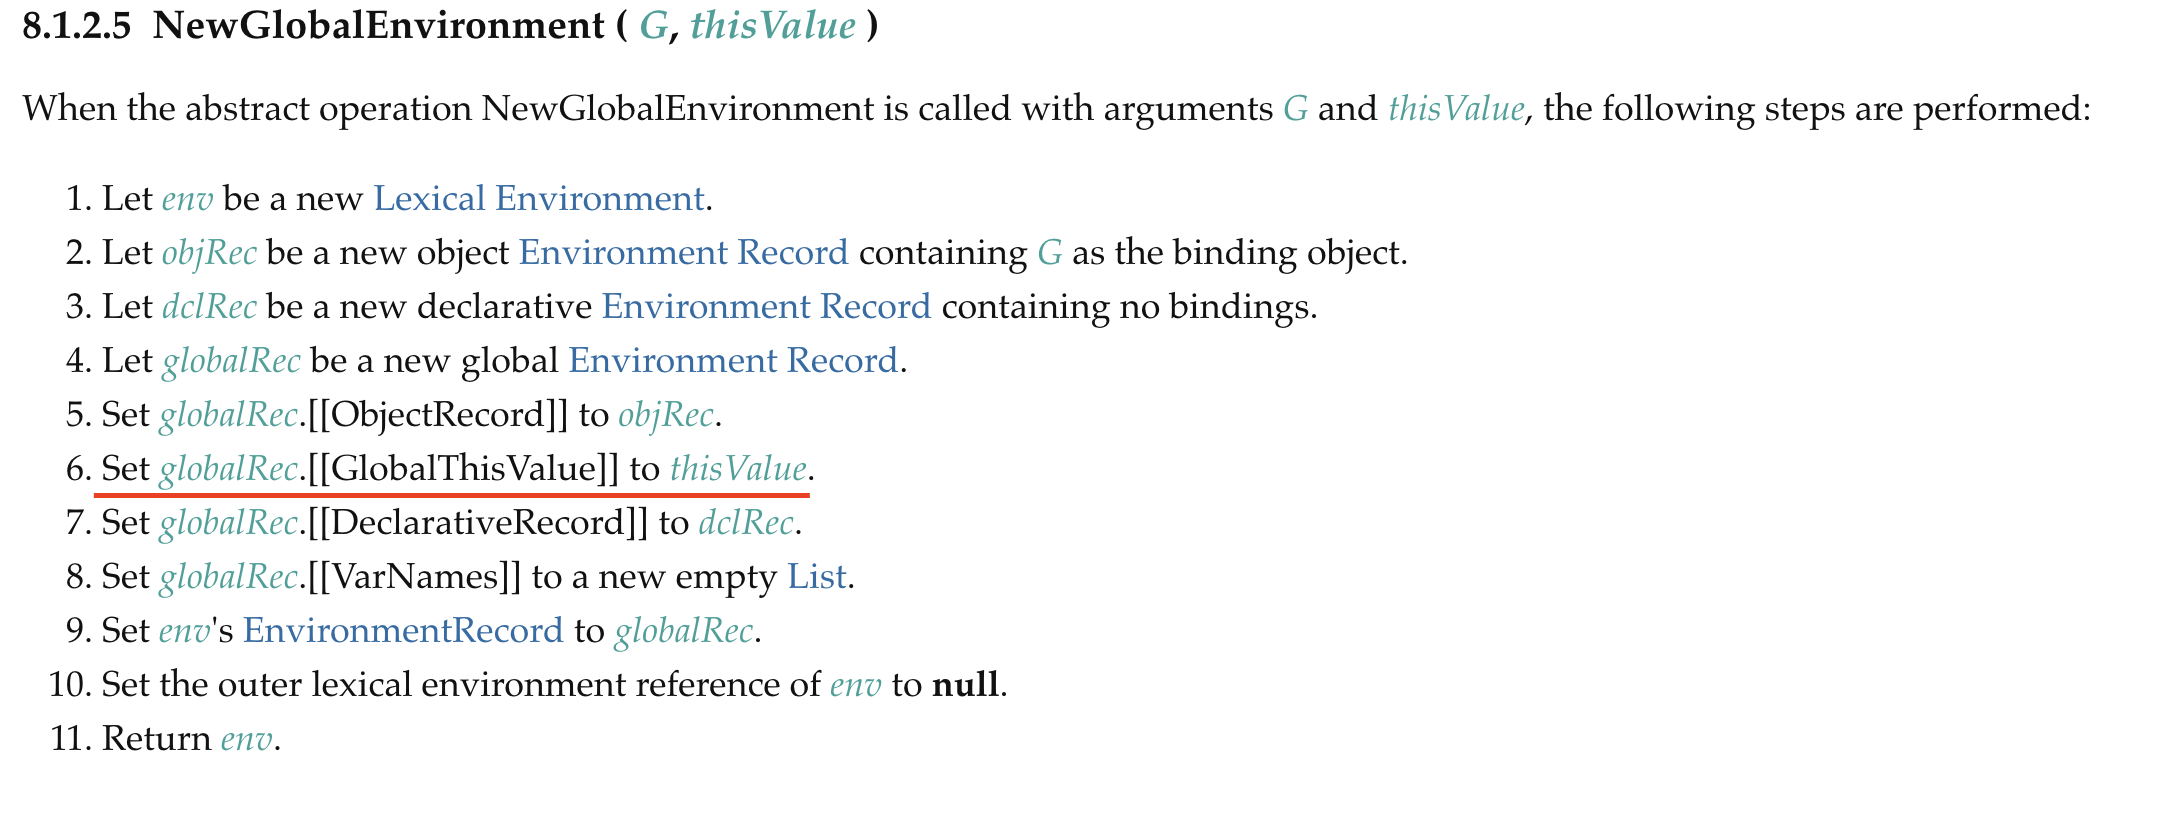 8.1.2.5 NewGlobalEnvironment ( G, thisValue )
When the abstract operation NewGlobalEnvironment is called with arguments G and thisValue, the following steps are performed:
1. Let env be a new Lexical Environment.
2. Let objRec be a new object Environment Record containing G as the binding object.
3. Let dclRec be a new declarative Environment Record containing no bindings.
4. Let globalRec be a new global Environment Record.
5. Set globalRec.[[ObjectRecord]] to objRec.
6. Set globalRec.[[GlobalThisValue]] to thisValue.
7. Set globalRec.[[DeclarativeRecord]] to dclRec.
8. Set globalRec.[[VarNames]] to a new empty List.
9. Set env's EnvironmentRecord to globalRec.
10. Set the outer lexical environment reference of env to null.
11. Return env.